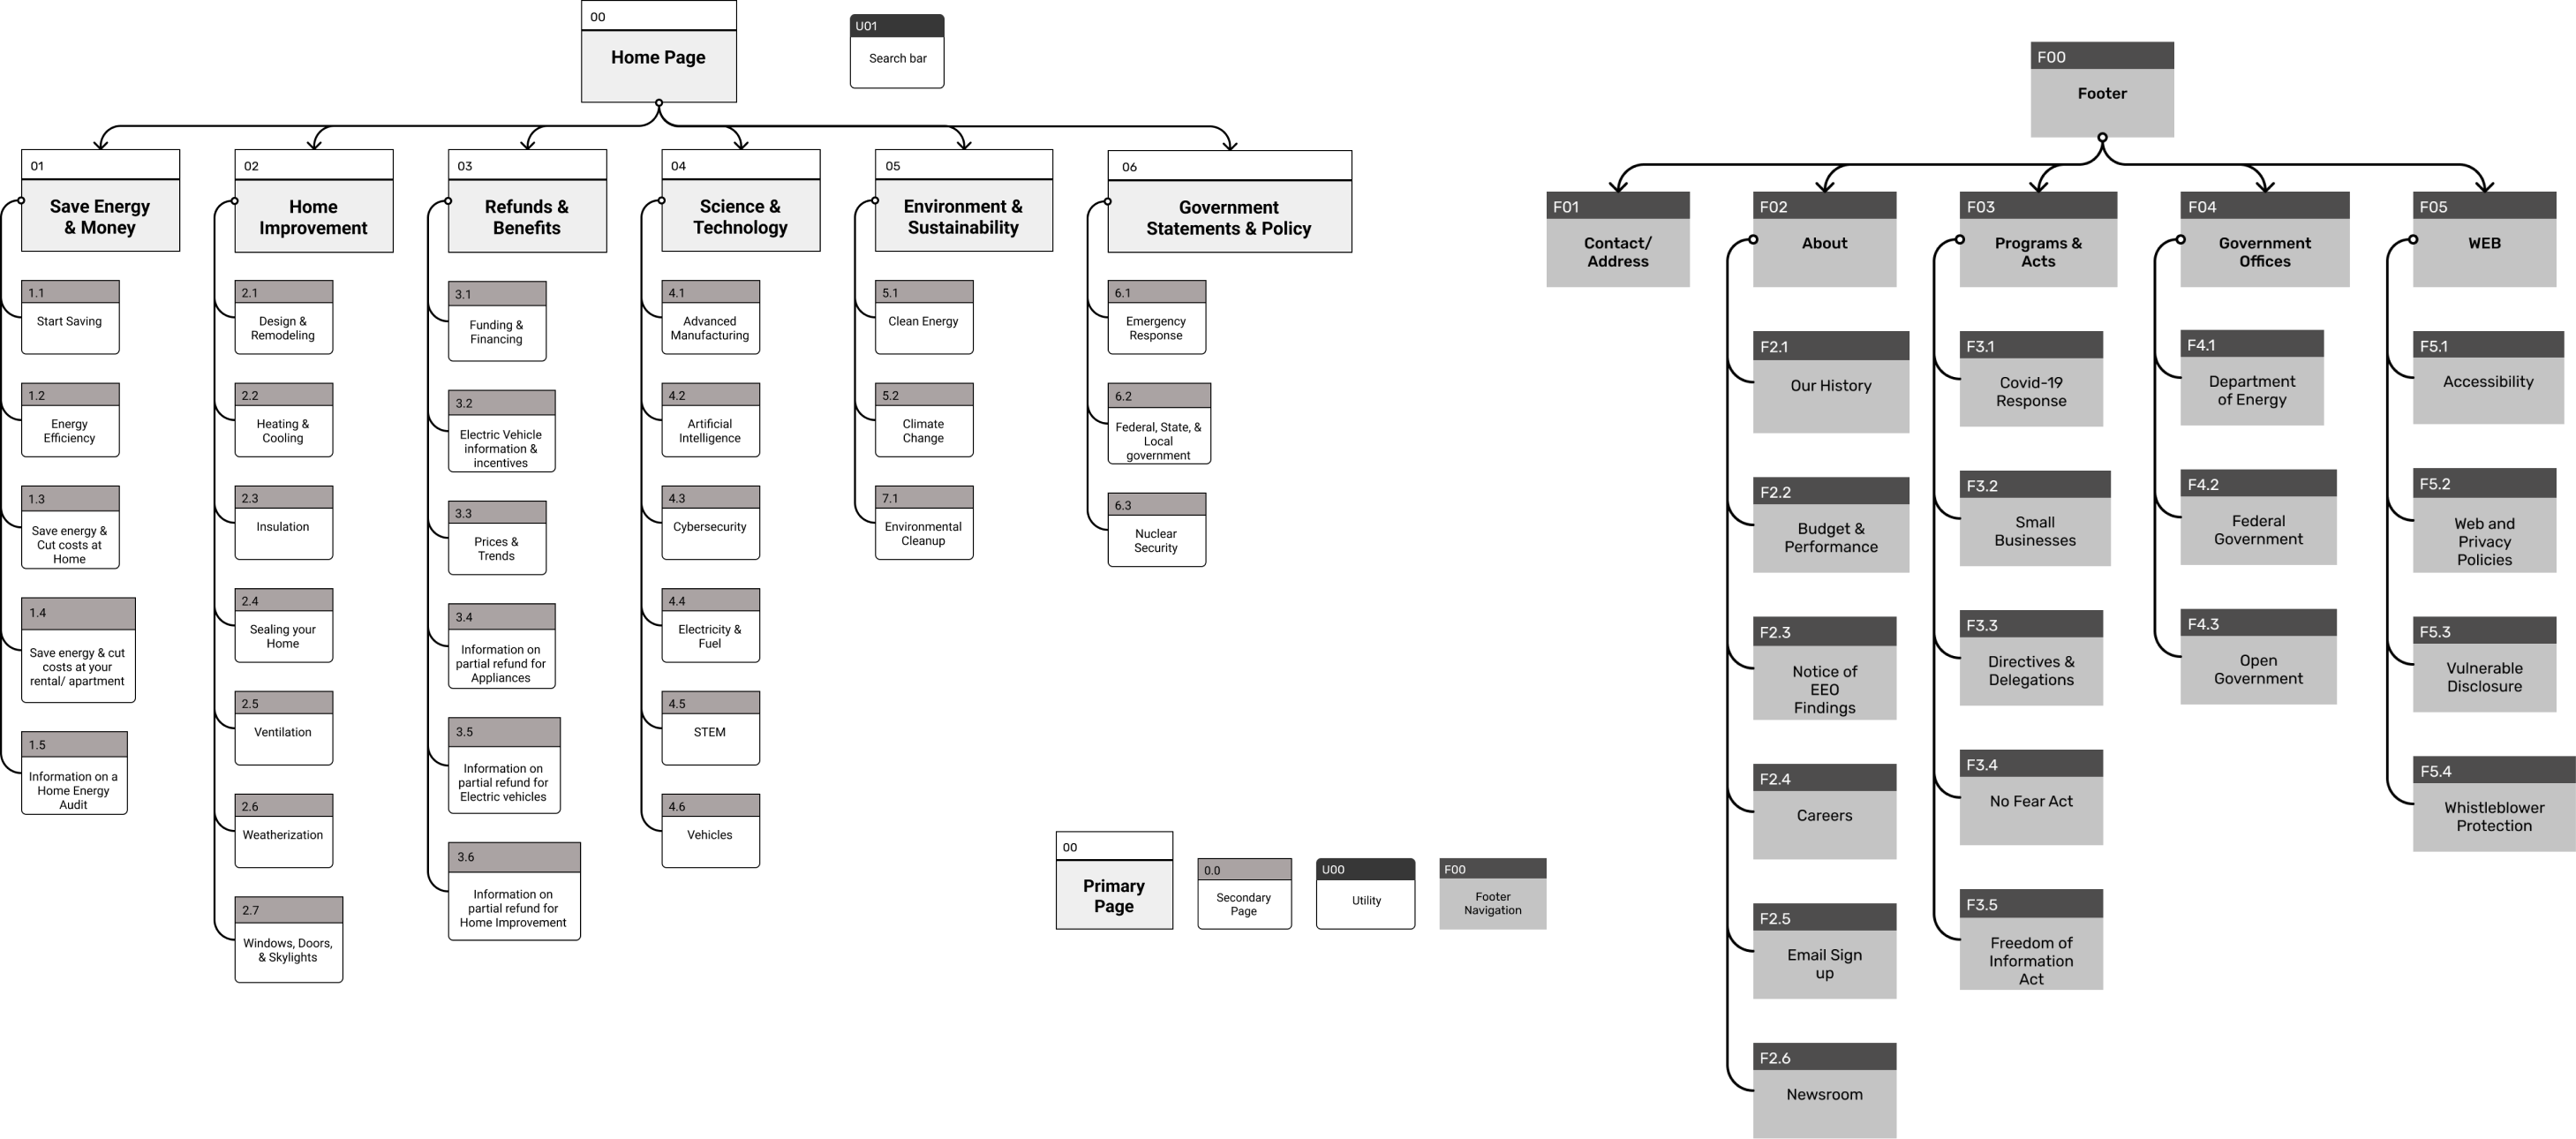 00
Home Page
U01
Search bar
01
Save Energy
& Money
1.1
Start Saving
1.2
Energy
Efficiency
1.3
Save energy &
Cut costs at
Home
1.4
Save energy & cut
costs at your
rental/ apartment
1.5
Information on a
Home Energy
Audit
02
Home
Improvement
2.1
Design &
Remodeling
2.2
Heating &
Cooling
2.3
Insulation
2.4
Sealing your
Home
2.5
Ventilation
2.6
Weatherization
2.7
Windows, Doors,
& Skylights
03
Refunds &
Benefits
3.1
Funding &
Financing
3.2
Electric Vehicle
information &
incentives
3.3
Prices &
Trends
3.4
Information on
partial refund for
Appliances
3.5
Information on
partial refund for
Electric vehicles
3.6
Information on
partial refund for
Home Improvement
04
Science &
Technology
4.1
Advanced
Manufacturing
4.2
Artificial
Intelligence
4.3
Cybersecurity
4.4
Electricity &
Fuel
4.5
STEM
4.6
Vehicles
05
Environment &
Sustainability
5.1
Clean Energy
5.2
Climate
Change
7.1
Environmental
Cleanup
06
Government
Statements & Policy
6.1
Emergency
Response
6.2
Federal, State, &
Local
government
6.3
Nuclear
Security
00
Primary
Page
0.0
Secondary
Page
U00
Utility
F00
Footer
Navigation
F00
Footer
F01
Contact/
Address
F02
About
F2.1
Our History
F2.2
Budget &
Performance
F2.3
Notice of
EEO
Findings
F2.4
Careers
F2.5
Email Sign
up
F2.6
Newsroom
F03
Programs &
Acts
F3.1
Covid-19
Response
F3.2
Small
Businesses
F3.3
Directives &
Delegations
F3.4
No Fear Act
F3.5
Freedom of
Information
Act
F04
Government
Offices
F4.1
Department
of Energy
F4.2
Federal
Government
F4.3
Open
Government
F05
WEB
F5.1
Accessibility
F5.2
Web and
Privacy
Policies
F5.3
Vulnerable
Disclosure
F5.4
Whistleblower
Protection